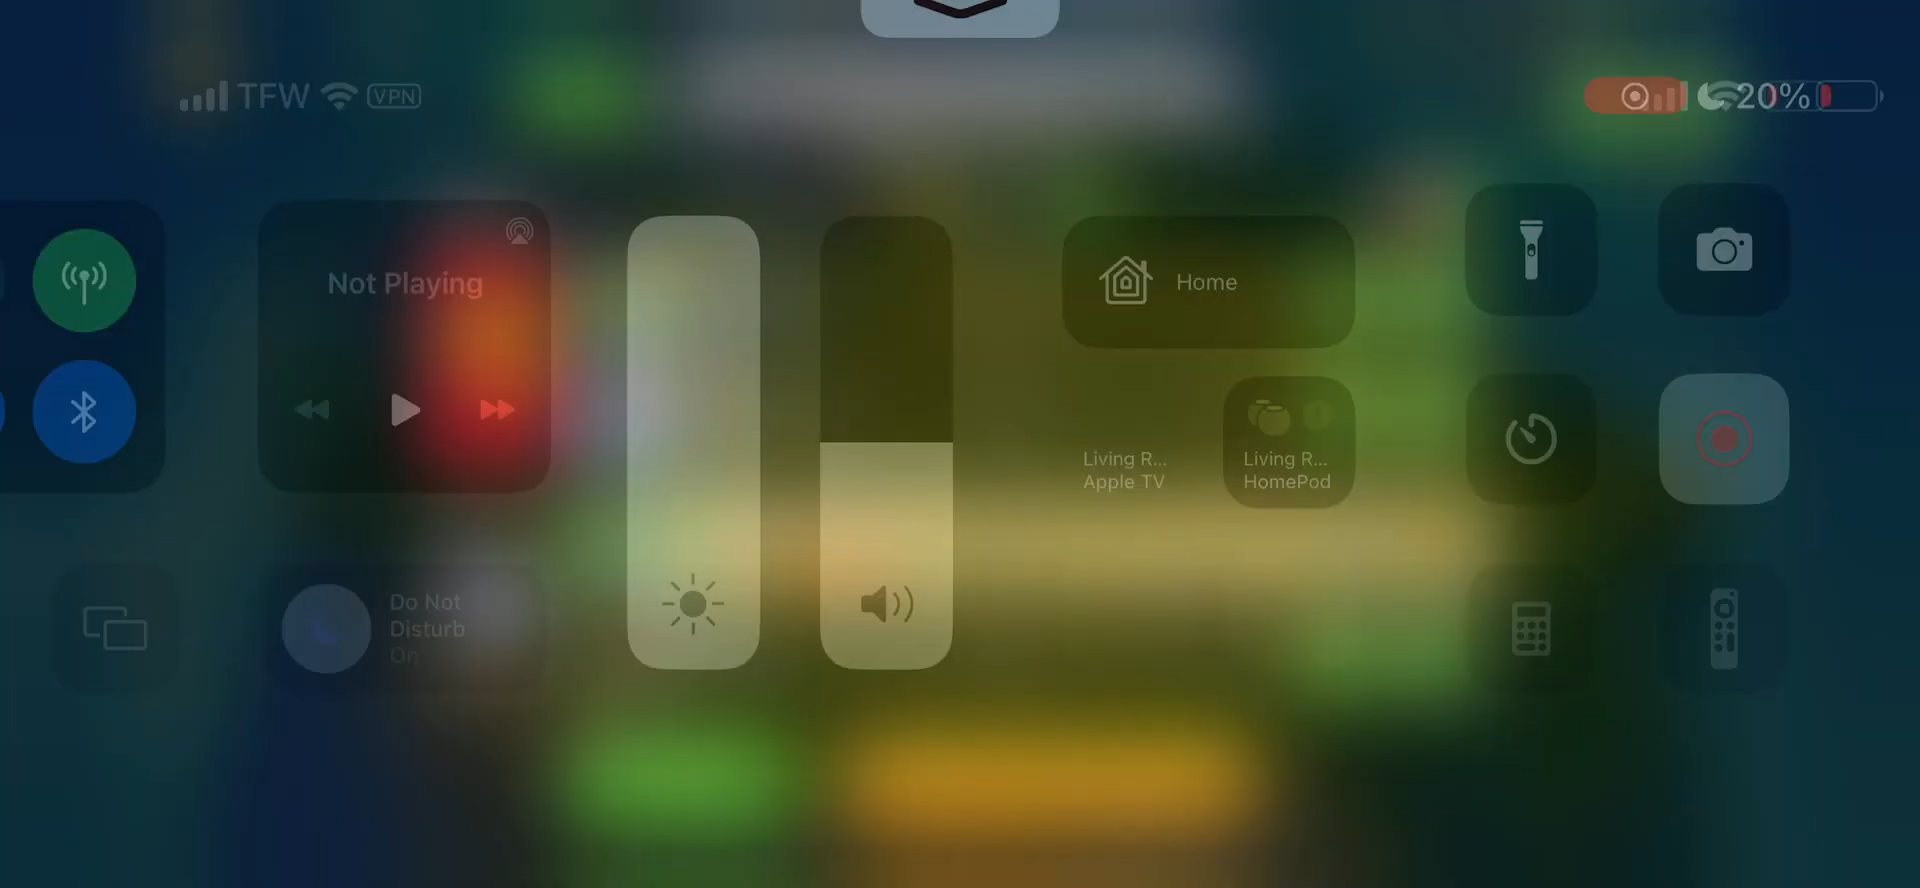 TFW VPN
20%
Not Playing
Home
Living R...
Apple TV
Living R...
HomePod
Do Not
Disturb
On